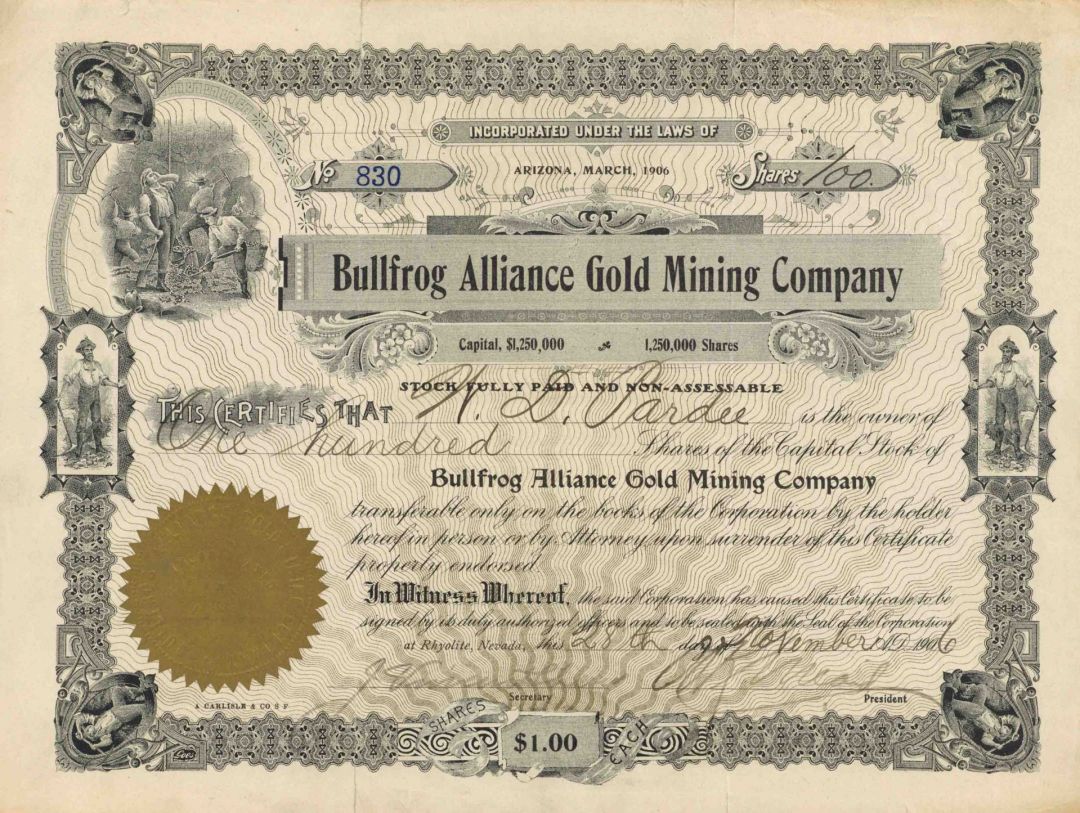 INCORPORATED UNDER THE LAWS OF
No 830
ARIZONA, MARCH, 1906
Shares 100.
Bullfrog Alliance Gold Mining Company
Capital, $1,250,000 1,250,000 Shares
STOCK FULLY PAID AND NON-ASSESSABLE
THIS CERTIFIES THAT W. D. Pardee is the owner of
One hundred Shares of the Capital Stock of
Bullfrog Alliance Gold Mining Company
transferable only on the books of the Corporation by the holder
hereof in person or by Attorney upon surrender of this Certificate
properly endorsed.
In Witness Whereof, the said Corporation has caused this Certificate to be
signed by its duly authorized officers and to be sealed with the Seal of the Corporation
at Rhyolite, Nevada, this 28th day of November A.D. 1906
Secretary
President
A CARLISLE & CO S F
SHARES $1.00 EACH